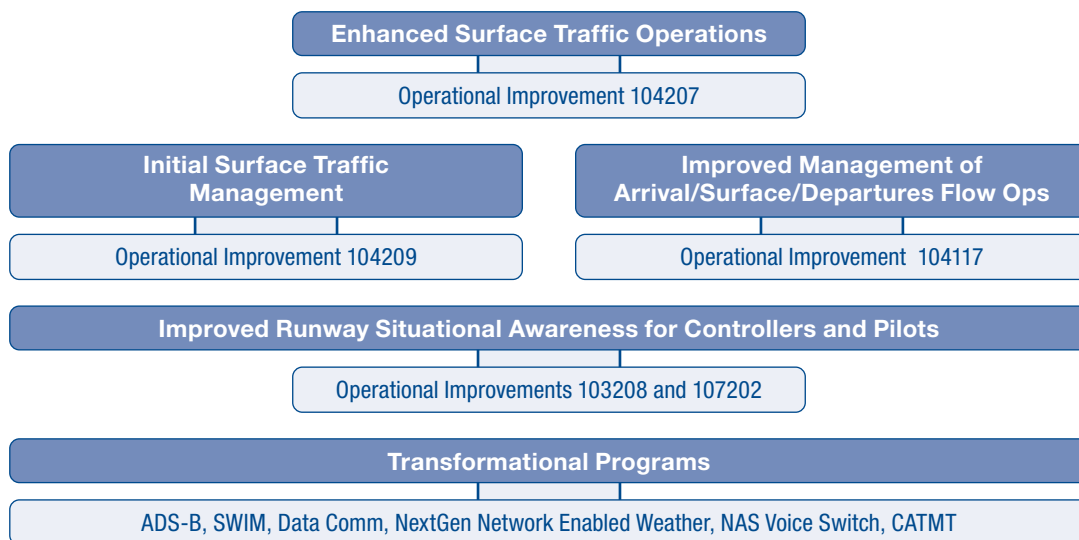 Enhanced Surface Traffic Operations
Operational Improvement 104207
Initial Surface Traffic
Management
Operational Improvement 104209
Improved Management of
Arrival/Surface/Departures Flow Ops
Operational Improvement 104117
Improved Runway Situational Awareness for Controllers and Pilots
Operational Improvements 103208 and 107202
Transformational Programs
ADS-B, SWIM, Data Comm, NextGen Network Enabled Weather, NAS Voice Switch, CATMT